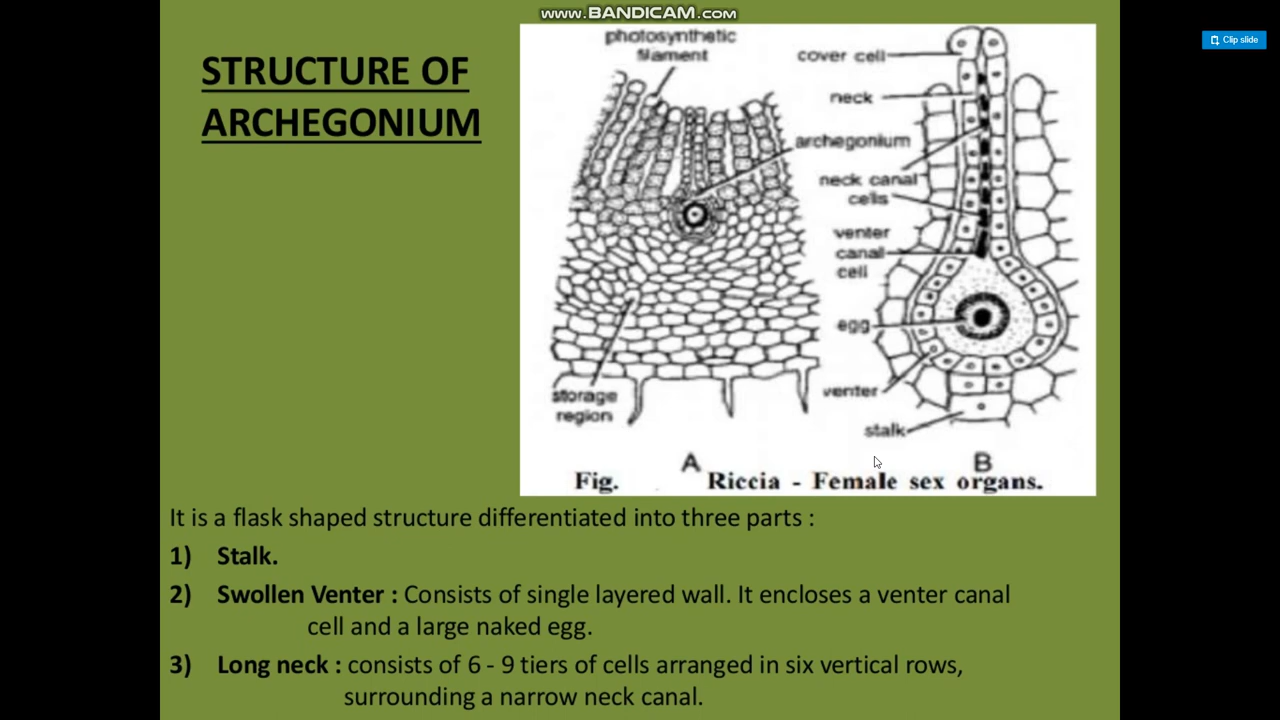 www.BANDICAM.com
Clip slide
STRUCTURE OF
ARCHEGONIUM
photosynthetic
filament
cover cell
neck
archegonium
neck canal
cells
venter
canal
cell
egg
venter
storage
region
stalk
A
B
Fig. Riccia - Female sex organs.
It is a flask shaped structure differentiated into three parts :
1) Stalk.
2) Swollen Venter : Consists of single layered wall. It encloses a venter canal
cell and a large naked egg.
3) Long neck : consists of 6 - 9 tiers of cells arranged in six vertical rows,
surrounding a narrow neck canal.